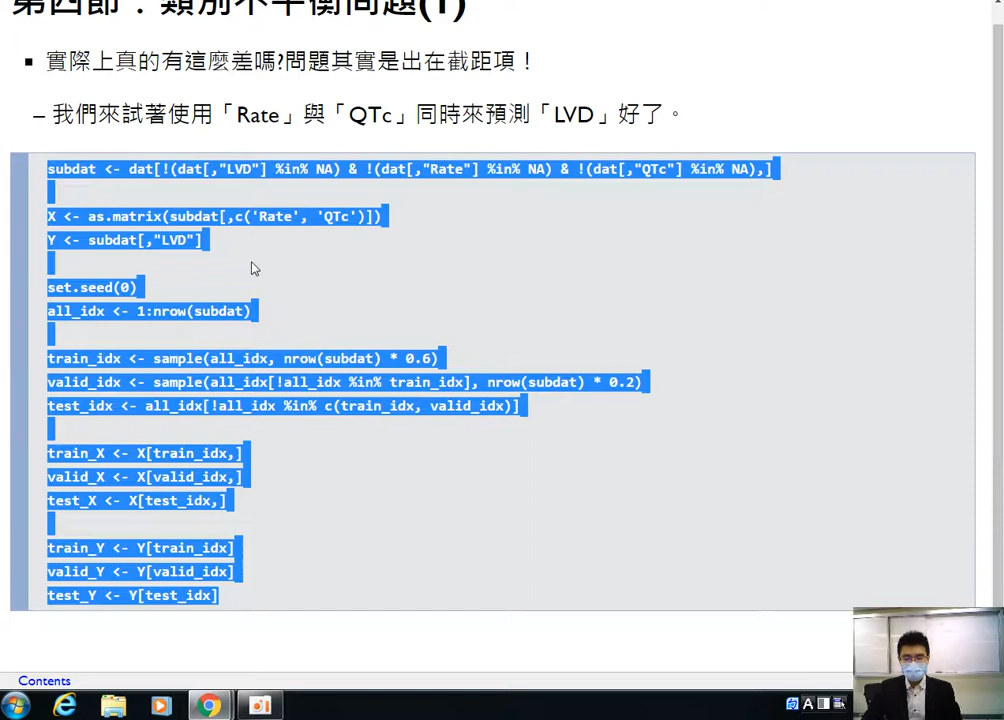 第四節：類別不平衡問題(1)
▪ 實際上真的有這麼差嗎?問題其實是出在截距項！
– 我們來試著使用「Rate」與「QTc」同時來預測「LVD」好了。
subdat <- dat[!(dat[,"LVD"] %in% NA) & !(dat[,"Rate"] %in% NA) & !(dat[,"QTc"] %in% NA),]
X <- as.matrix(subdat[,c('Rate', 'QTc')])
Y <- subdat[,"LVD"]
set.seed(0)
all_idx <- 1:nrow(subdat)
train_idx <- sample(all_idx, nrow(subdat) * 0.6)
valid_idx <- sample(all_idx[!all_idx %in% train_idx], nrow(subdat) * 0.2)
test_idx <- all_idx[!all_idx %in% c(train_idx, valid_idx)]
train_X <- X[train_idx,]
valid_X <- X[valid_idx,]
test_X <- X[test_idx,]
train_Y <- Y[train_idx]
valid_Y <- Y[valid_idx]
test_Y <- Y[test_idx]
Contents
A